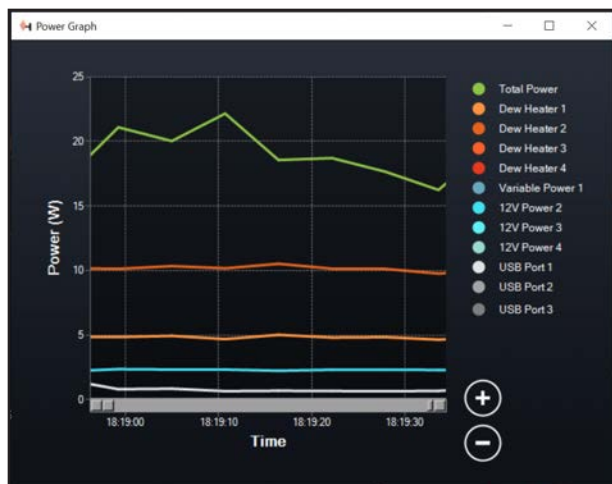 Power Graph
25
20
15
10
5
0
Power (W)
18:19:00 18:19:10 18:19:20 18:19:30
Time
Total Power
Dew Heater 1
Dew Heater 2
Dew Heater 3
Dew Heater 4
Variable Power 1
12V Power 2
12V Power 3
12V Power 4
USB Port 1
USB Port 2
USB Port 3